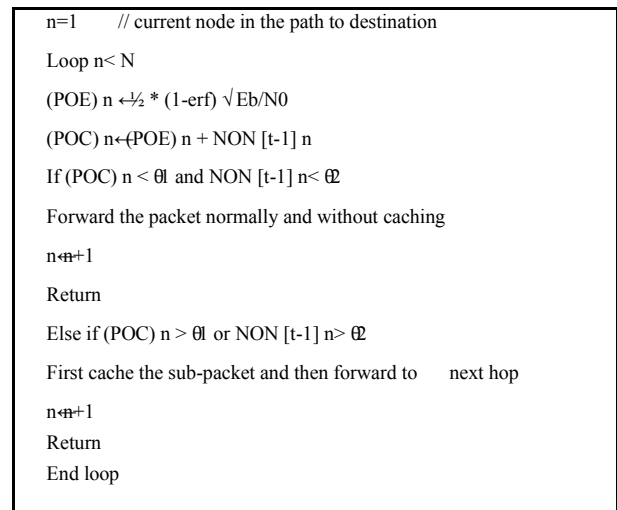 n=1 // current node in the path to destination
Loop n< N
(POE) n ←½ * (1-erf) √Eb/N0
(POC) n←(POE) n + NON [t-1] n
If (POC) n < θ1 and NON [t-1] n< θ2
Forward the packet normally and without caching
n←n+1
Return
Else if (POC) n > θ1 or NON [t-1] n> θ2
First cache the sub-packet and then forward to next hop
n←n+1
Return
End loop